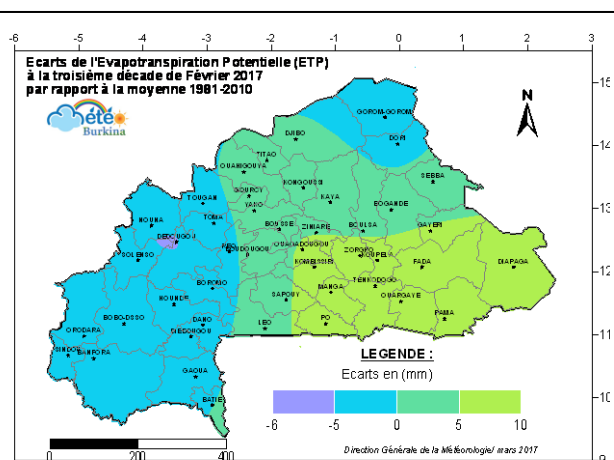 -6 -5 -4 -3 -2 -1 0 1 2 3
Ecarts de l'Evapotranspiration Potentielle (ETP)
à la troisième décade de Février 2017
par rapport à la moyenne 1981-2010
été
Burkina
N
15
14
12
11
10
9
GOROM-GOROM
DORI
DJIBO
TITAO
OUAHIGOUYA
SEBBA
KONGOUSSI
GOURCY
KAYA
TOUGAN
YAKO
BOGANDE
NOUNA
TOMA
BOUSSE
ZINIARE
BOULSA
GAYERI
DEDOUGOU
OUAGADOUGOU
KOUDOUGOU
ZORGHO
SOLENSO
KOMBISSIRI
KOUPELA
FADA
DIAPAGA
BOROMO
TENKODOGO
MANGA
HOUNDE
SAPOUY
OUARGAYE
BOBO-DSSO
DANO
LEO
PO
PAMA
ORODARA
DIEBOUGOU
SINDOU
BANFORA
GAOUA
BATIE
LEGENDE :
Ecarts en (mm)
-6 -5 0 5 10
0 200 400
Direction Générale de la Météorologie/ mars 2017